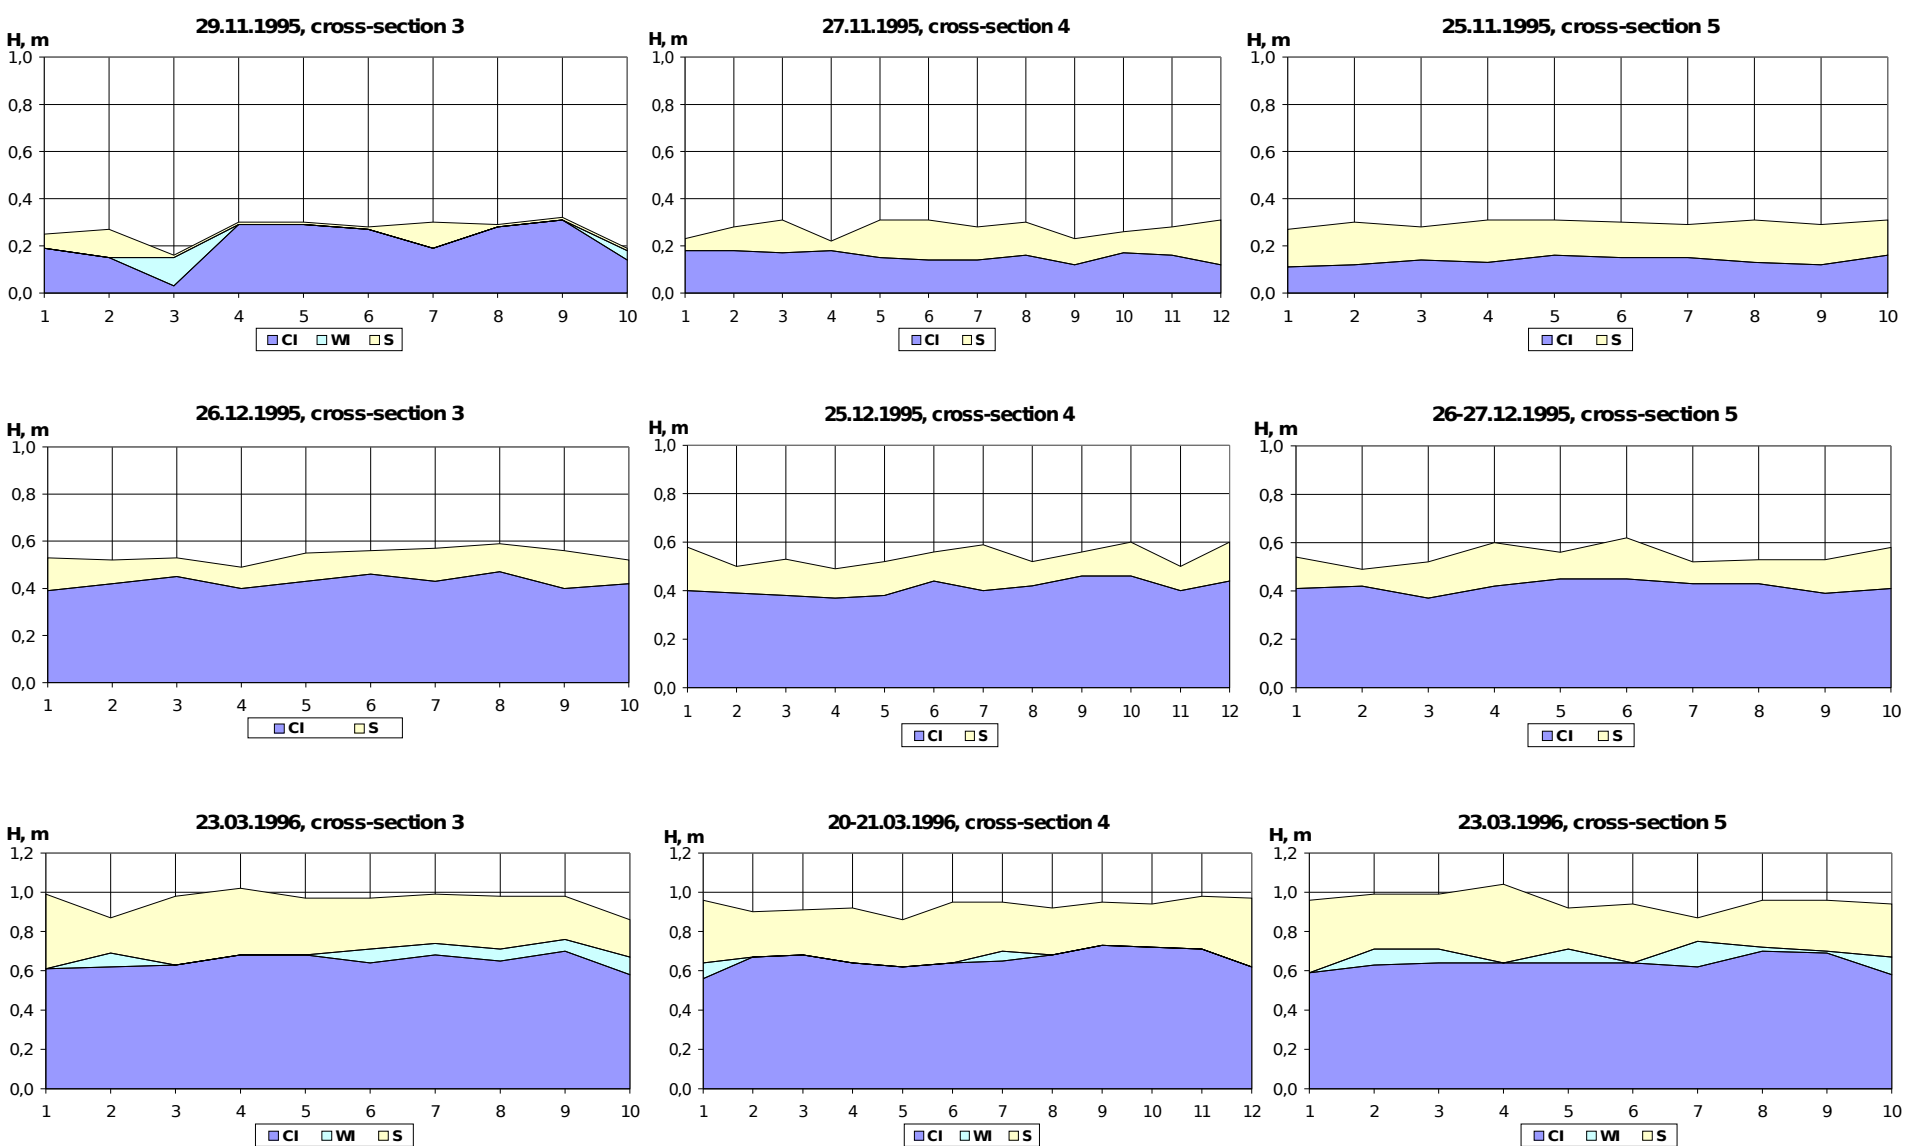 29.11.1995, cross-section 3
H, m
1,0
0,8
0,6
0,4
0,2
0,0
1 2 3 4 5 6 7 8 9 10
CI WI S
27.11.1995, cross-section 4
H, m
1,0
0,8
0,6
0,4
0,2
0,0
1 2 3 4 5 6 7 8 9 10 11 12
CI S
25.11.1995, cross-section 5
H, m
1,0
0,8
0,6
0,4
0,2
0,0
1 2 3 4 5 6 7 8 9 10
CI S
26.12.1995, cross-section 3
H, m
1,0
0,8
0,6
0,4
0,2
0,0
1 2 3 4 5 6 7 8 9 10
CI S
25.12.1995, cross-section 4
H, m
1,0
0,8
0,6
0,4
0,2
0,0
1 2 3 4 5 6 7 8 9 10 11 12
CI S
26-27.12.1995, cross-section 5
H, m
1,0
0,8
0,6
0,4
0,2
0,0
1 2 3 4 5 6 7 8 9 10
CI S
23.03.1996, cross-section 3
H, m
1,2
1,0
0,8
0,6
0,4
0,2
0,0
1 2 3 4 5 6 7 8 9 10
CI WI S
20-21.03.1996, cross-section 4
H, m
1,2
1,0
0,8
0,6
0,4
0,2
0,0
1 2 3 4 5 6 7 8 9 10 11 12
CI WI S
23.03.1996, cross-section 5
H, m
1,2
1,0
0,8
0,6
0,4
0,2
0,0
1 2 3 4 5 6 7 8 9 10
CI WI S